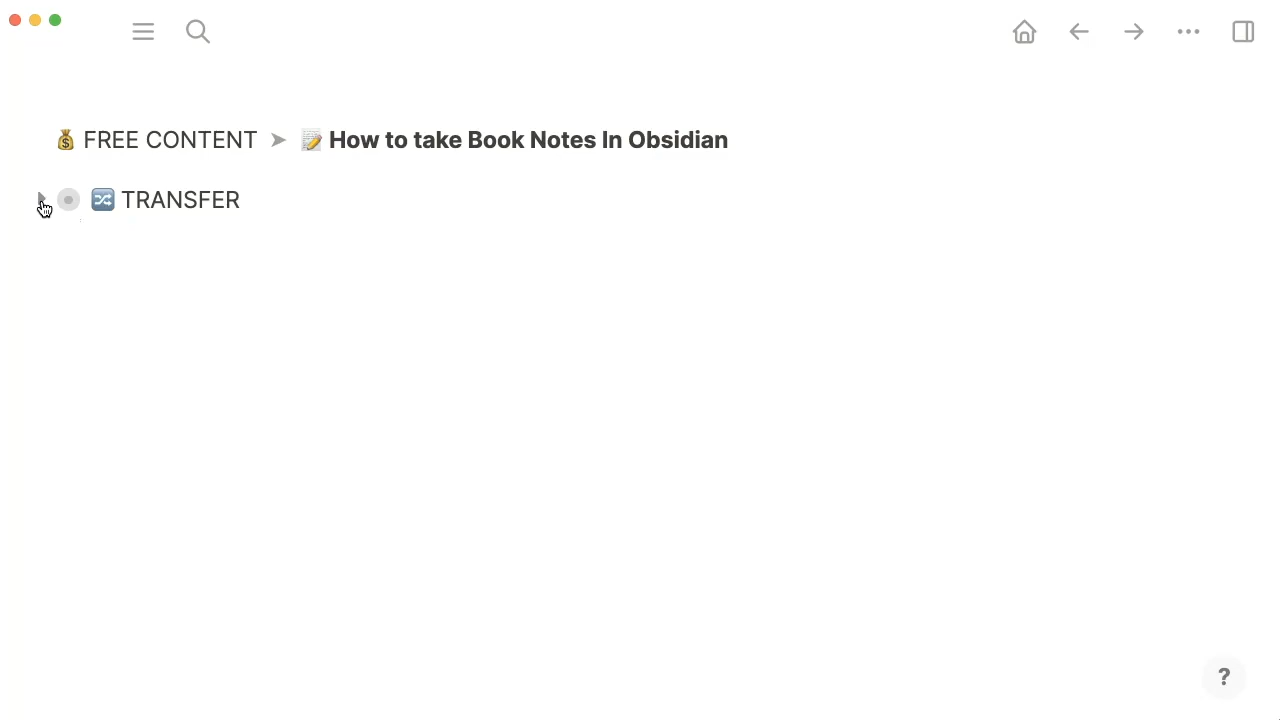 💰 FREE CONTENT ➤ 📝 How to take Book Notes In Obsidian
🔀 TRANSFER
?